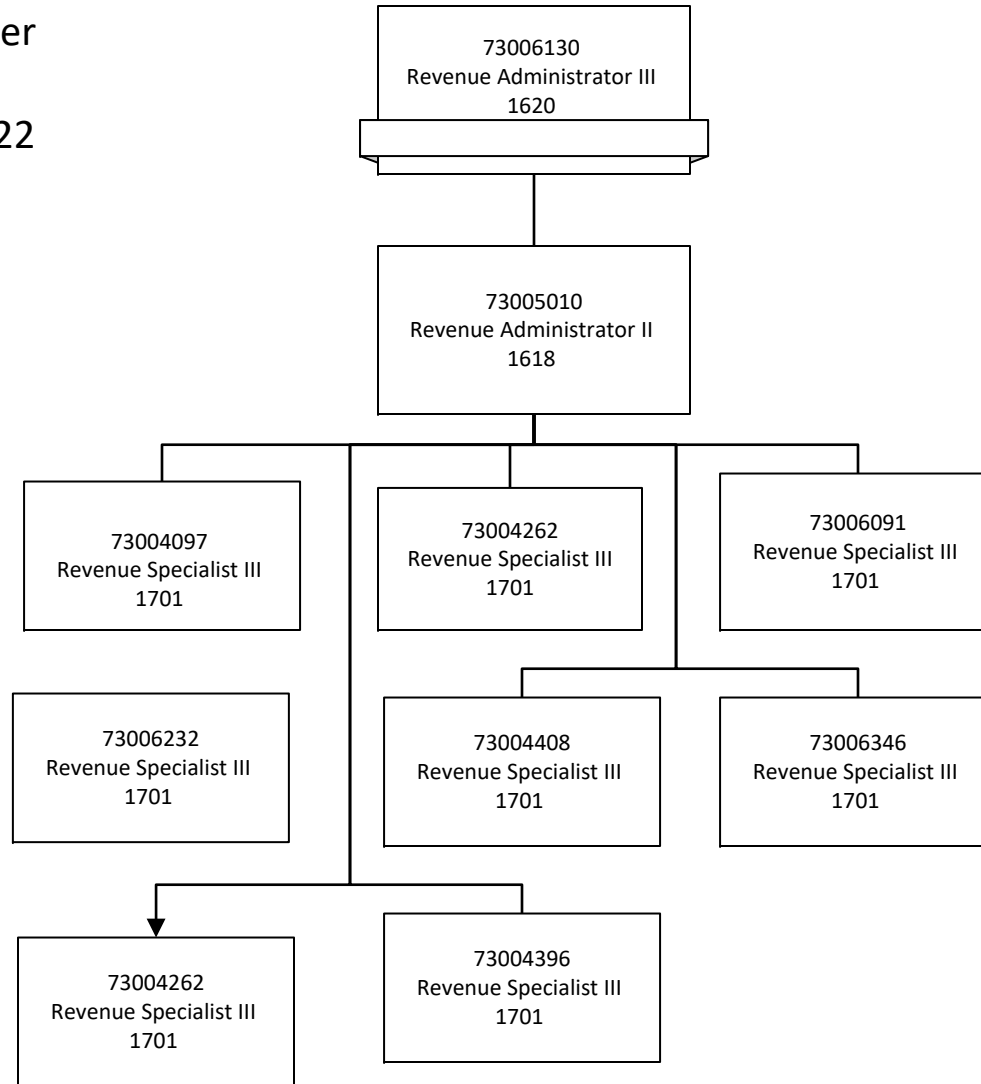 er
22
73006130
Revenue Administrator III
1620
73005010
Revenue Administrator II
1618
73004097
Revenue Specialist III
1701
73004262
Revenue Specialist III
1701
73006091
Revenue Specialist III
1701
73006232
Revenue Specialist III
1701
73004408
Revenue Specialist III
1701
73006346
Revenue Specialist III
1701
73004262
Revenue Specialist III
1701
73004396
Revenue Specialist III
1701